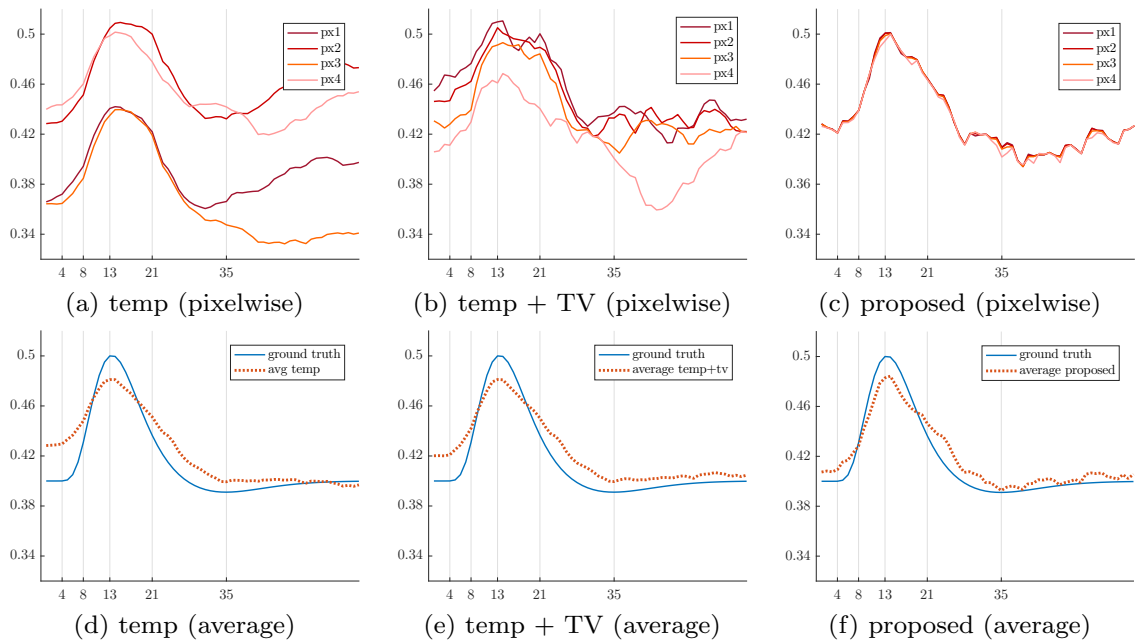 0.5
0.46
0.42
0.38
0.34
4 8 13 21 35
px1
px2
px3
px4
(a) temp (pixelwise)
0.5
0.46
0.42
0.38
0.34
4 8 13 21 35
px1
px2
px3
px4
(b) temp + TV (pixelwise)
0.5
0.46
0.42
0.36
0.34
4 8 13 21 35
px1
px2
px3
px4
(c) proposed (pixelwise)
0.5
0.46
0.42
0.38
0.34
4 8 13 21 35
ground truth
avg temp
(d) temp (average)
0.5
0.46
0.42
0.38
0.34
4 8 13 21 35
ground truth
average temp+tv
(e) temp + TV (average)
0.5
0.46
0.42
0.38
0.34
4 8 13 21 35
ground truth
average proposed
(f) proposed (average)